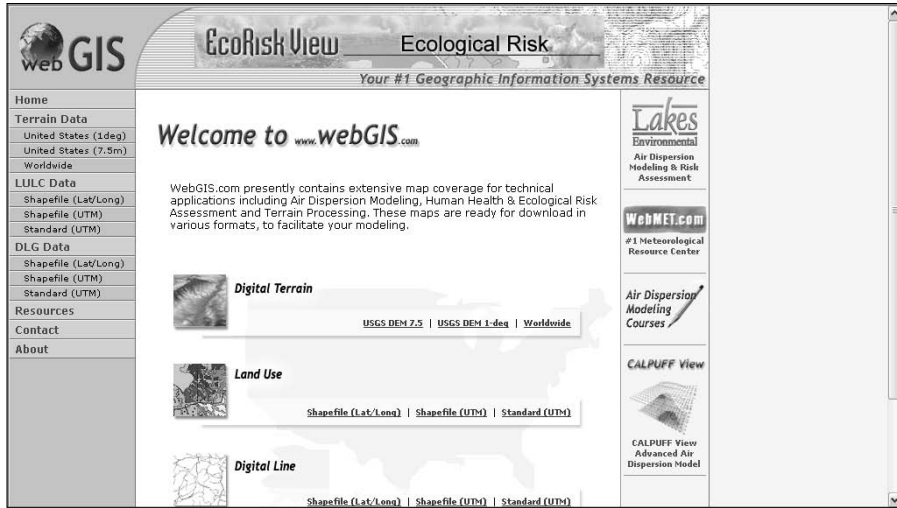 web GIS
EcoRisk View Ecological Risk
Your #1 Geographic Information Systems Resource
Home
Terrain Data
United States (1deg)
United States (7.5m)
Worldwide
LULC Data
Shapefile (Lat/Long)
Shapefile (UTM)
Standard (UTM)
DLG Data
Shapefile (Lat/Long)
Shapefile (UTM)
Standard (UTM)
Resources
Contact
About
Welcome to www.webGIS.com
WebGIS.com presently contains extensive map coverage for technical
applications including Air Dispersion Modeling, Human Health & Ecological Risk
Assessment and Terrain Processing. These maps are ready for download in
various formats, to facilitate your modeling.
Digital Terrain
USGS DEM 7.5 | USGS DEM 1-deg | Worldwide
Land Use
Shapefile (Lat/Long) | Shapefile (UTM) | Standard (UTM)
Digital Line
Shapefile (Lat/Long) | Shapefile (UTM) | Standard (UTM)
Lakes
Environmental
Air Dispersion
Modeling & Risk
Assessment
WebMET.com
#1 Meteorological
Resource Center
Air Dispersion
Modeling
Courses
CALPUFF View
CALPUFF View
Advanced Air
Dispersion Model